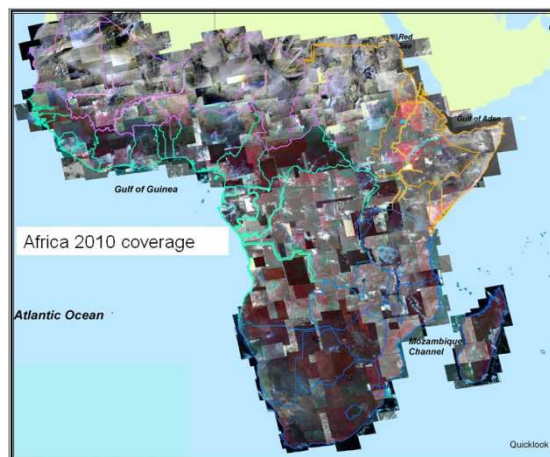 Red
Sea
Gulf of Aden
Gulf of Guinea
Africa 2010 coverage
Atlantic Ocean
Mozambique
Channel
Quicklook